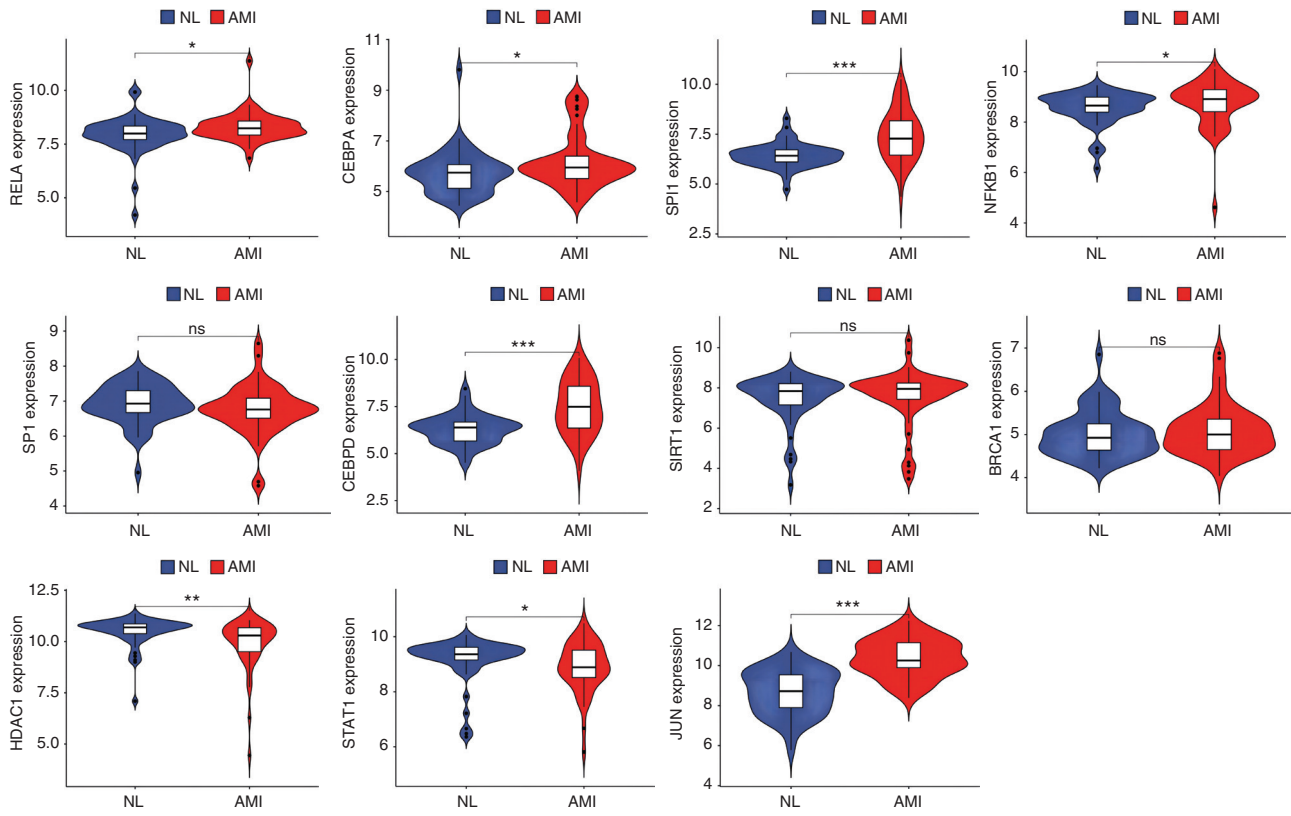 NL AMI
RELA expression
*
10.0
7.5
5.0
NL AMI
NL AMI
CEBPA expression
*
11
9
7
5
NL AMI
NL AMI
SPI1 expression
***
10.0
7.5
5.0
2.5
NL AMI
NL AMI
NFKB1 expression
*
10
8
6
4
NL AMI
NL AMI
SP1 expression
ns
9
8
7
6
5
4
NL AMI
NL AMI
CEBPD expression
***
10.0
7.5
5.0
2.5
NL AMI
NL AMI
SIRT1 expression
ns
10
8
6
4
2
NL AMI
NL AMI
BRCA1 expression
ns
7
6
5
4
NL AMI
NL AMI
HDAC1 expression
**
12.5
10.0
7.5
5.0
NL AMI
NL AMI
STAT1 expression
*
10
8
6
NL AMI
NL AMI
JUN expression
***
12
10
8
6
4
NL AMI